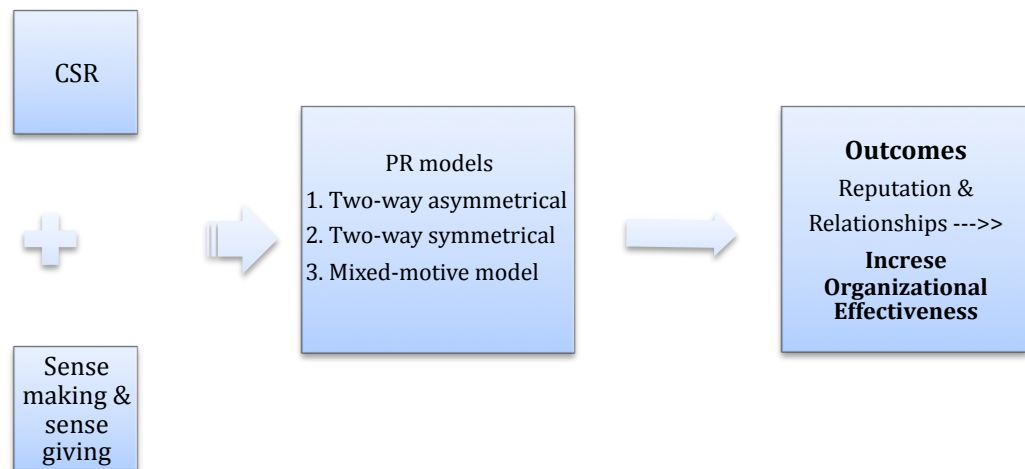 CSR
Sense
making &
sense
giving
PR models
1. Two-way asymmetrical
2. Two-way symmetrical
3. Mixed-motive model
Outcomes
Reputation &
Relationships --->>
Increse
Organizational
Effectiveness